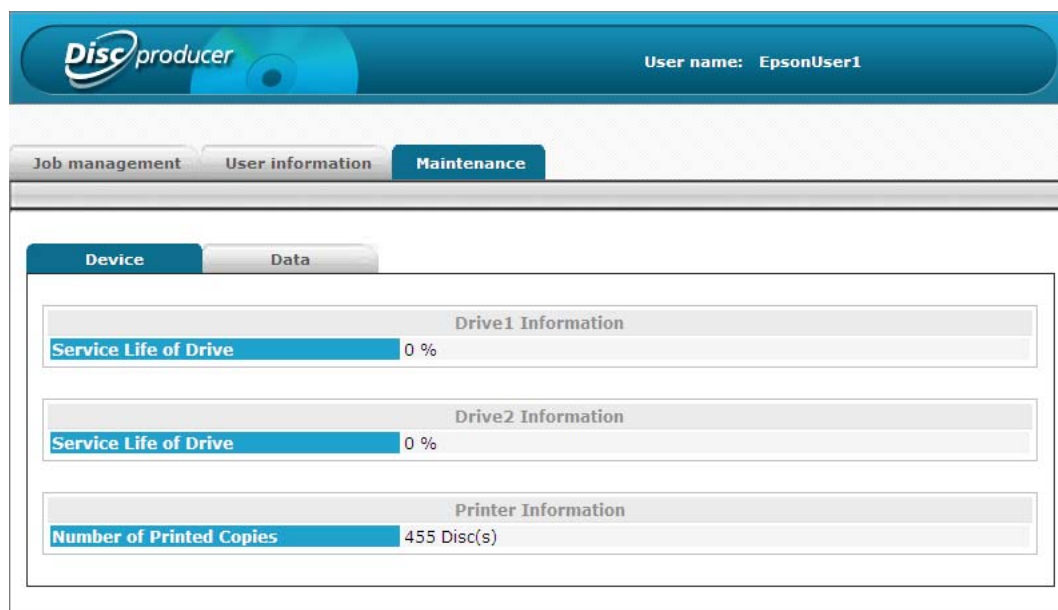 Disc producer
User name: EpsonUser1
Job management User information Maintenance
Device Data
Drive1 Information
Service Life of Drive 0 %
Drive2 Information
Service Life of Drive 0 %
Printer Information
Number of Printed Copies 455 Disc(s)